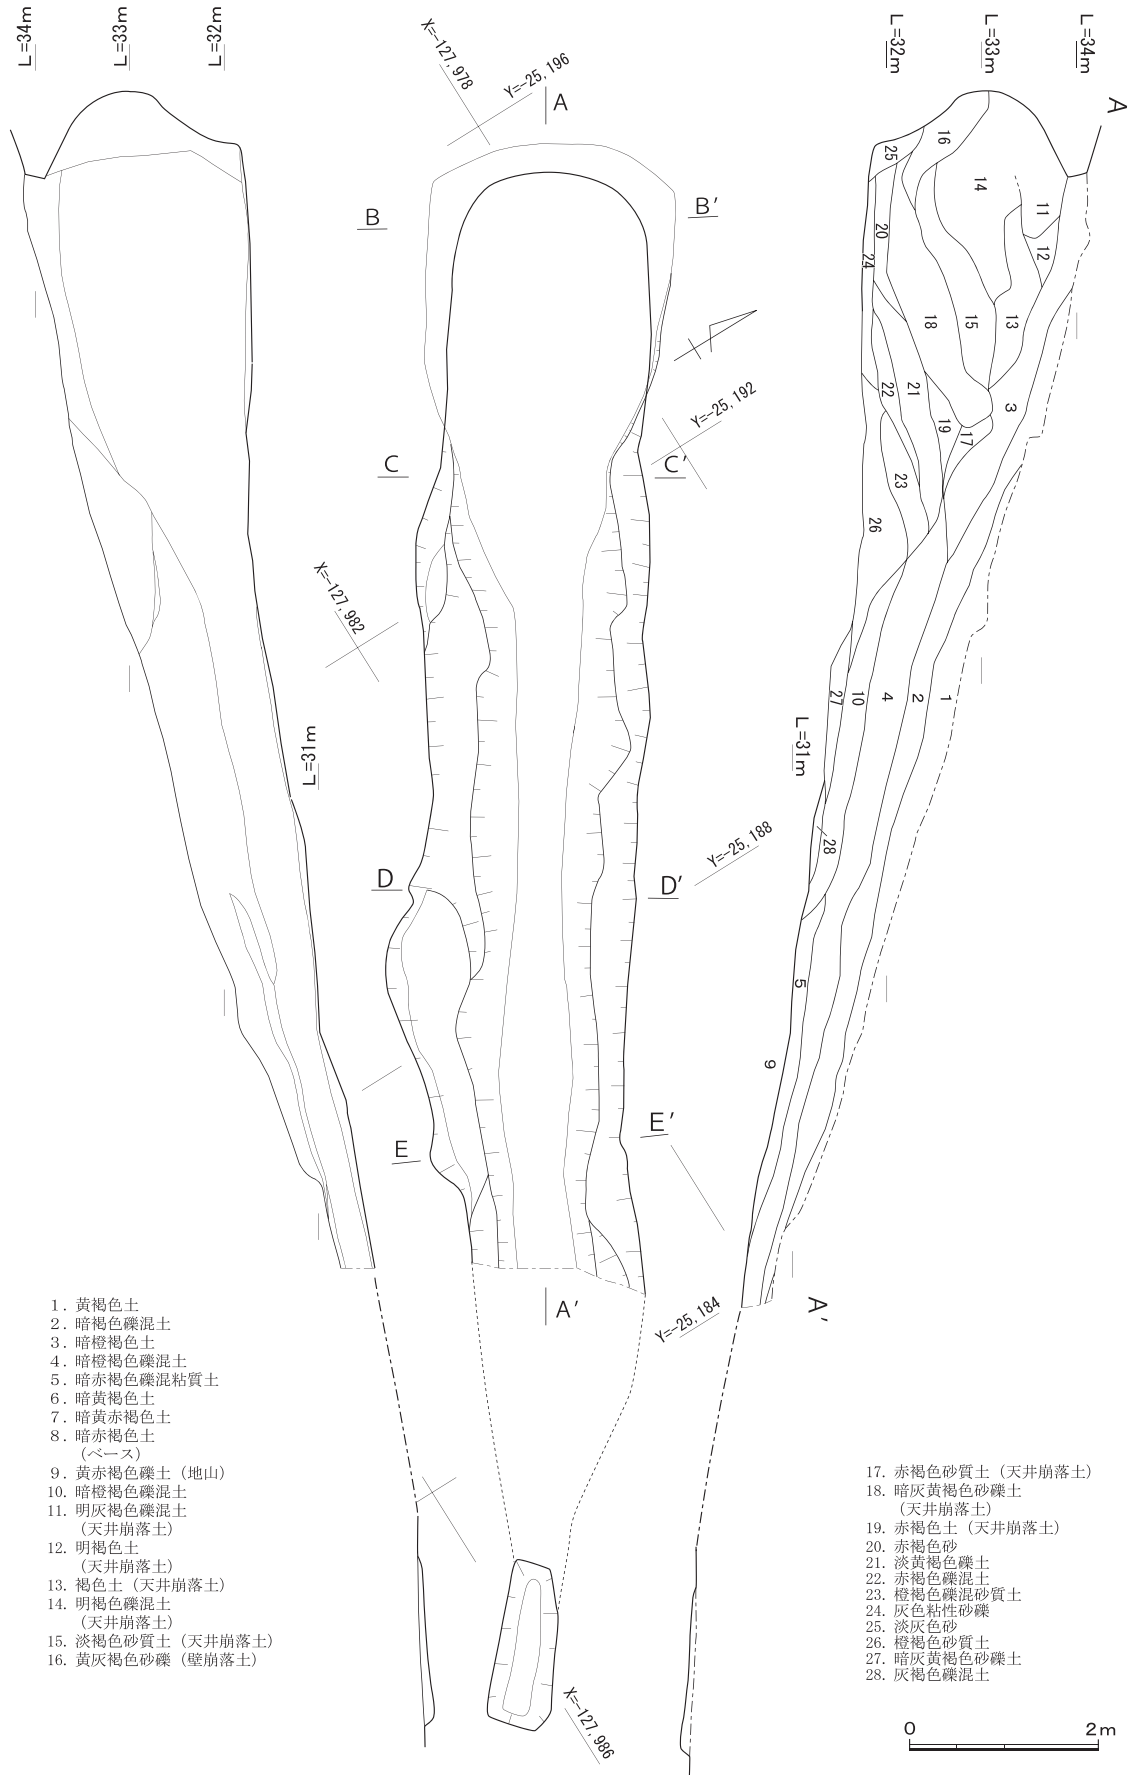 L=34m
L=33m
L=32m
X=-127,978
Y=-25,196
A
L=32m
L=33m
L=34m
A
B
B′
C
C′
Y=-25,192
X=-127,982
L=31m
L=31m
D
D′
Y=-25,188
E
E′
A′
Y=-25,184
A′
X=-127,986
16
25
14
11
12
20
24
18
15
13
22
21
3
19
17
23
26
27
10
4
2
1
28
5
9
1. 黄褐色土
2. 暗褐色礫混土
3. 暗橙褐色土
4. 暗橙褐色礫混土
5. 暗赤褐色礫混粘質土
6. 暗黄褐色土
7. 暗黄赤褐色土
8. 暗赤褐色土
(ベース)
9. 黄赤褐色礫土(地山)
10. 暗橙褐色礫混土
11. 明灰褐色礫混土
(天井崩落土)
12. 明褐色土
(天井崩落土)
13. 褐色土(天井崩落土)
14. 明褐色礫混土
(天井崩落土)
15. 淡褐色砂質土(天井崩落土)
16. 黄灰褐色砂礫(壁崩落土)
17. 赤褐色砂質土(天井崩落土)
18. 暗灰黄褐色砂礫土
(天井崩落土)
19. 赤褐色土(天井崩落土)
20. 赤褐色砂
21. 淡黄褐色礫土
22. 赤褐色礫混土
23. 橙褐色礫混砂質土
24. 灰色粘性砂礫
25. 淡灰色砂
26. 橙褐色砂質土
27. 暗灰黄褐色砂礫土
28. 灰褐色礫混土
0 2m